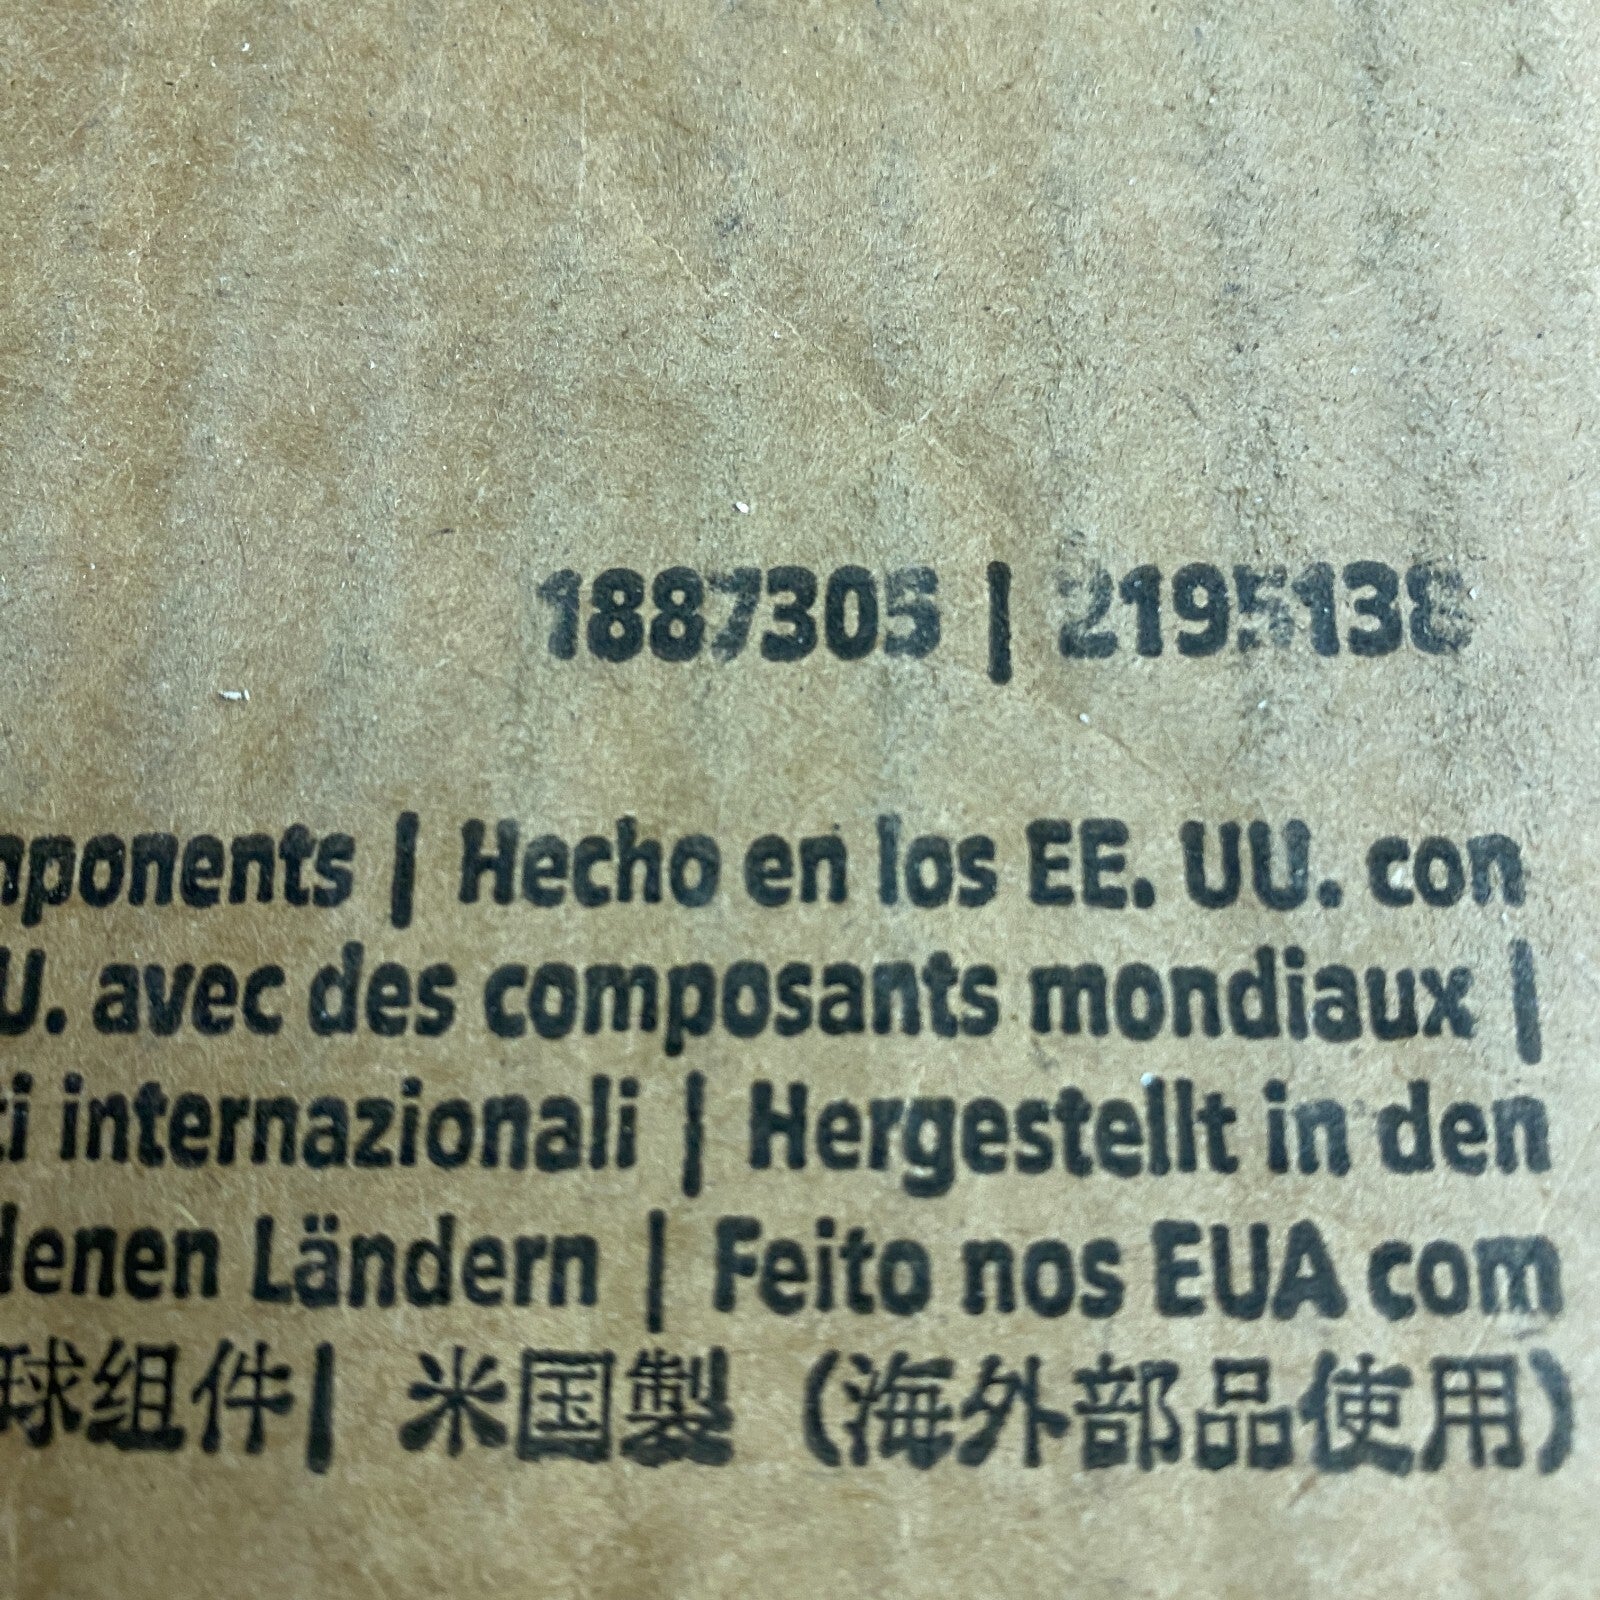 1887305 | 2195138
mponents | Hecho en los EE. UU. con
U. avec des composants mondiaux |
ti internazionali | Hergestellt in den
denen Ländern | Feito nos EUA com
球组件| 米国製 (海外部品使用)